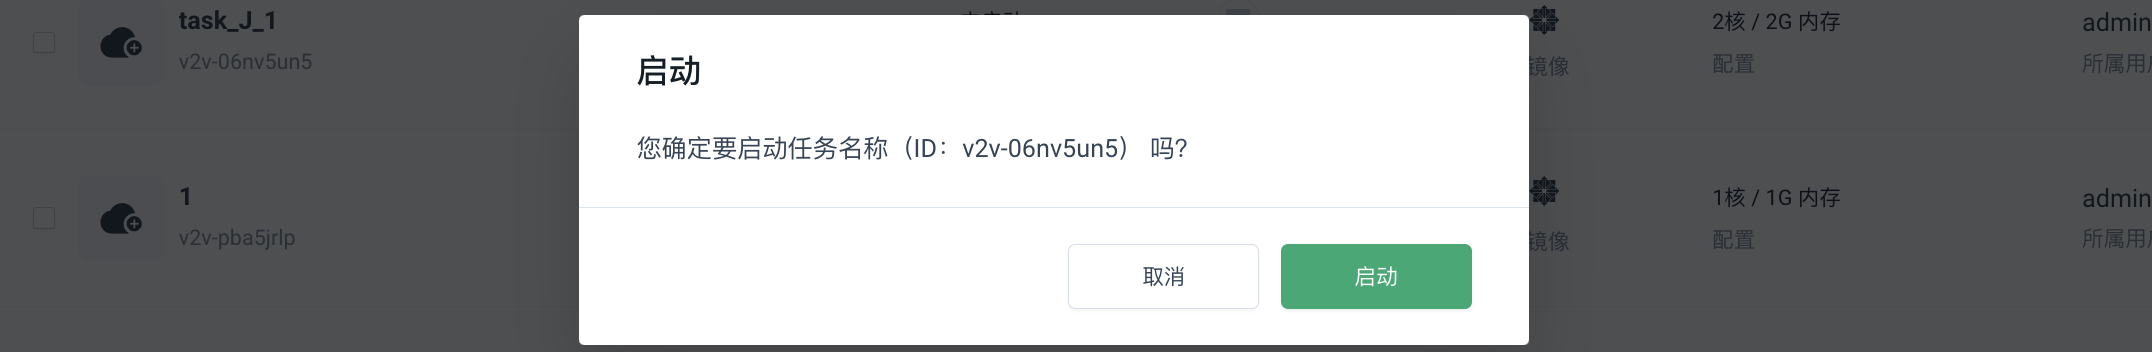 task_J_1
v2v-06nv5un5
2核 / 2G 内存
admin
镜像
配置
所属用
启动
您确定要启动任务名称（ID：v2v-06nv5un5） 吗?
1
v2v-pba5jrlp
1核 / 1G 内存
admin
镜像
配置
所属用
取消
启动